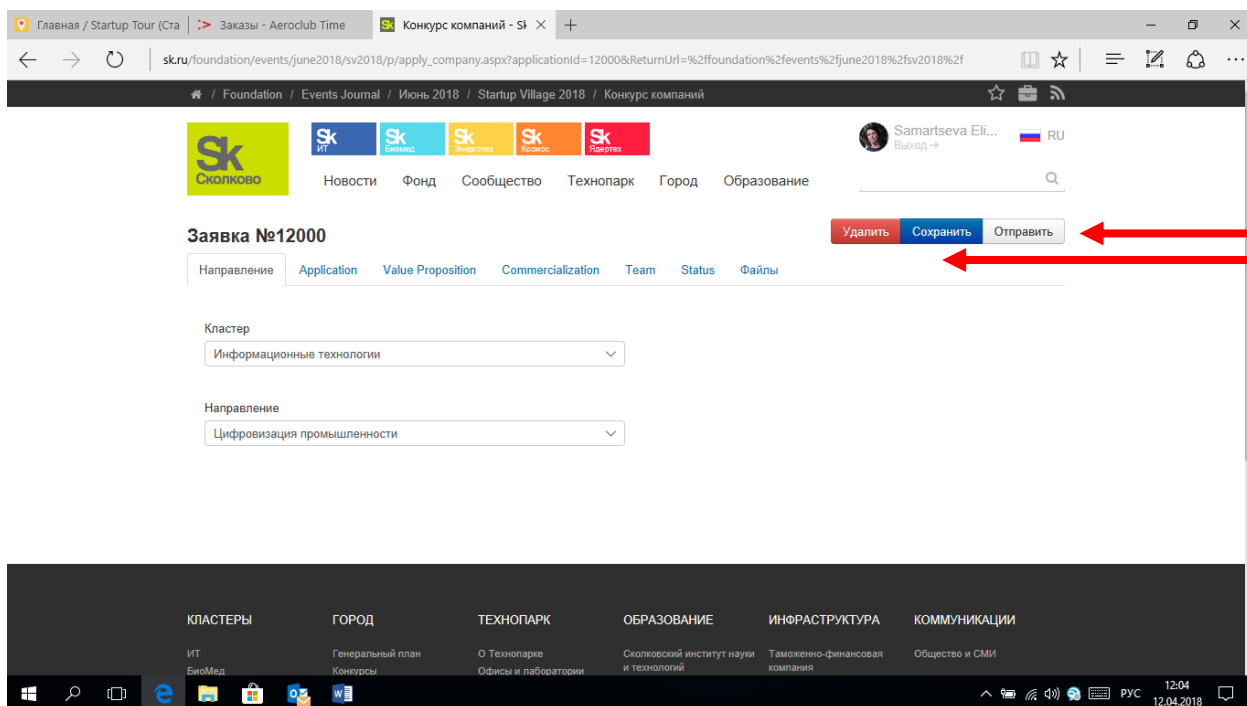 Главная / Startup Tour (Ста
Заказы - Aeroclub Time
Sk Конкурс компаний - Sk
sk.ru/foundation/events/june2018/sv2018/p/apply_company.aspx?applicationId=12000&ReturnUrl=%2ffoundation%2fevents%2fjune2018%2fsv2018%2f
/ Foundation / Events Journal / Июнь 2018 / Startup Village 2018 / Конкурс компаний
Sk Сколково
Sk ИТ
Sk Биомед
Sk Энерготех
Sk Космос
Sk Ядертех
Samartseva Eli...
Выход →
RU
Новости Фонд Сообщество Технопарк Город Образование
Заявка №12000
Удалить Сохранить Отправить
Направление Application Value Proposition Commercialization Team Status Файлы
Кластер
Информационные технологии
Направление
Цифровизация промышленности
КЛАСТЕРЫ ГОРОД ТЕХНОПАРК ОБРАЗОВАНИЕ ИНФРАСТРУКТУРА КОММУНИКАЦИИ
ИТ Генеральный план О Технопарке Сколковский институт науки Таможенно-финансовая Общество и СМИ
БиоМед Конкурсы Офисы и лаборатории и технологий компания
РУС
12:04
12.04.2018